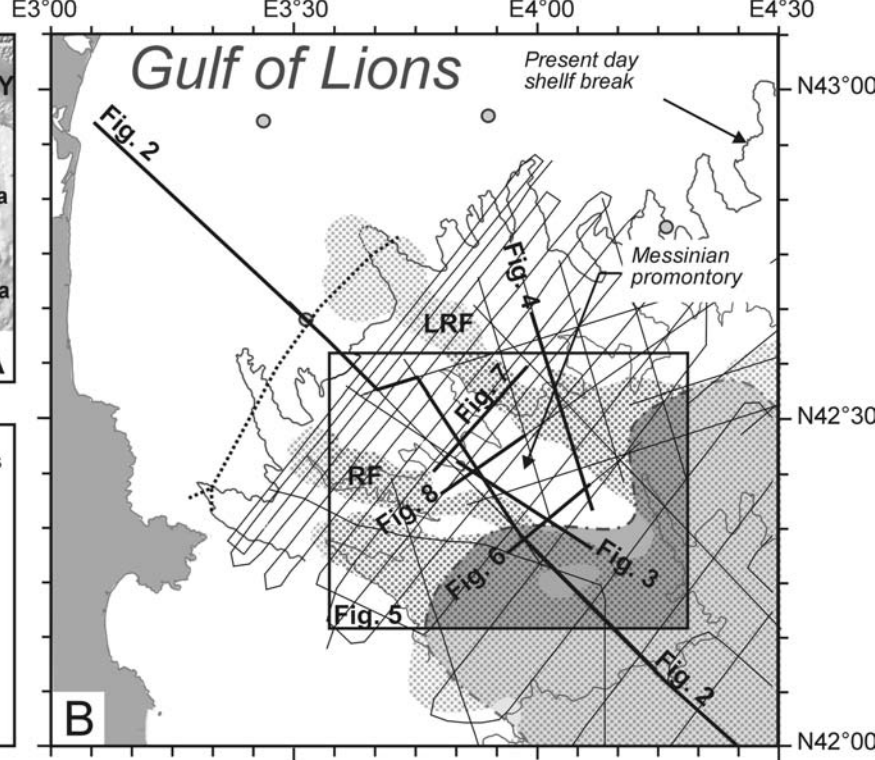 E3°00'
E3°30'
E4°00'
E4°30'
Gulf of Lions
Present day
shellf break
N43°00'
Fig. 2
Messinian
promontory
Fig. 4
LRF
Fig. 7
N42°30'
RF
Fig. 8
Fig. 3
Fig. 6
Fig. 5
Fig. 2
B
N42°00'